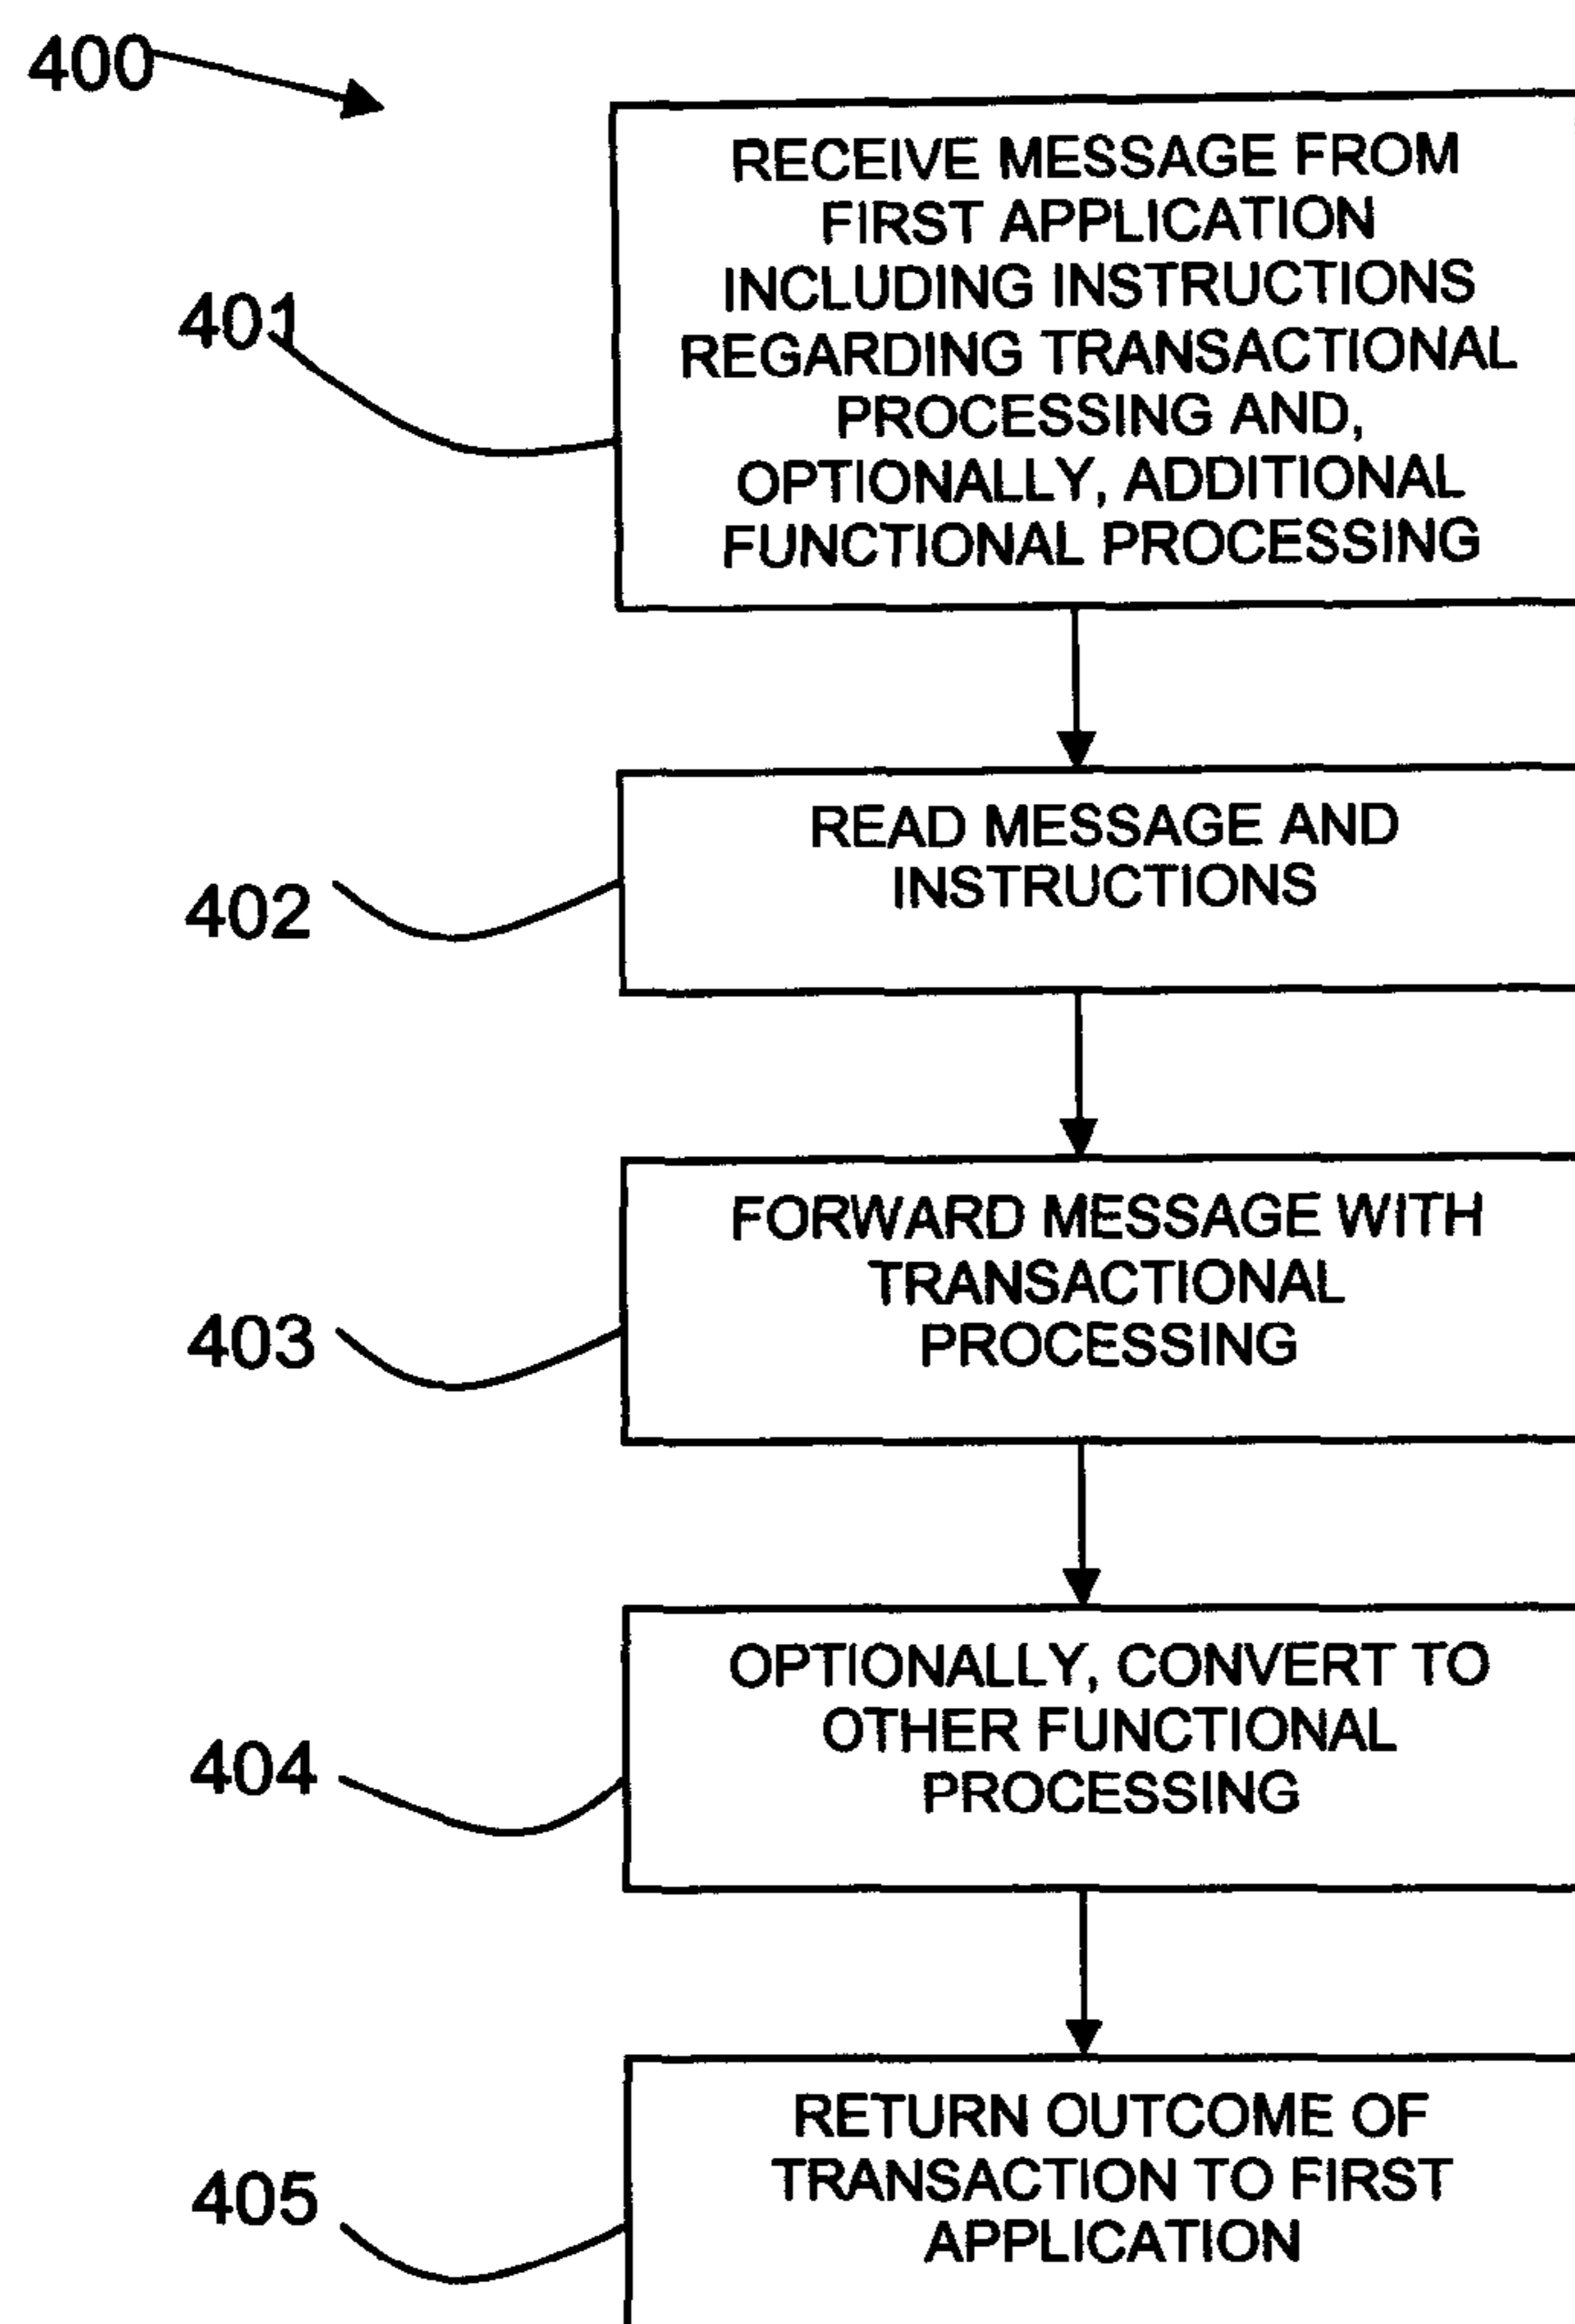 400
401
RECEIVE MESSAGE FROM
FIRST APPLICATION
INCLUDING INSTRUCTIONS
REGARDING TRANSACTIONAL
PROCESSING AND,
OPTIONALLY, ADDITIONAL
FUNCTIONAL PROCESSING
402
READ MESSAGE AND
INSTRUCTIONS
403
FORWARD MESSAGE WITH
TRANSACTIONAL
PROCESSING
404
OPTIONALLY, CONVERT TO
OTHER FUNCTIONAL
PROCESSING
405
RETURN OUTCOME OF
TRANSACTION TO FIRST
APPLICATION